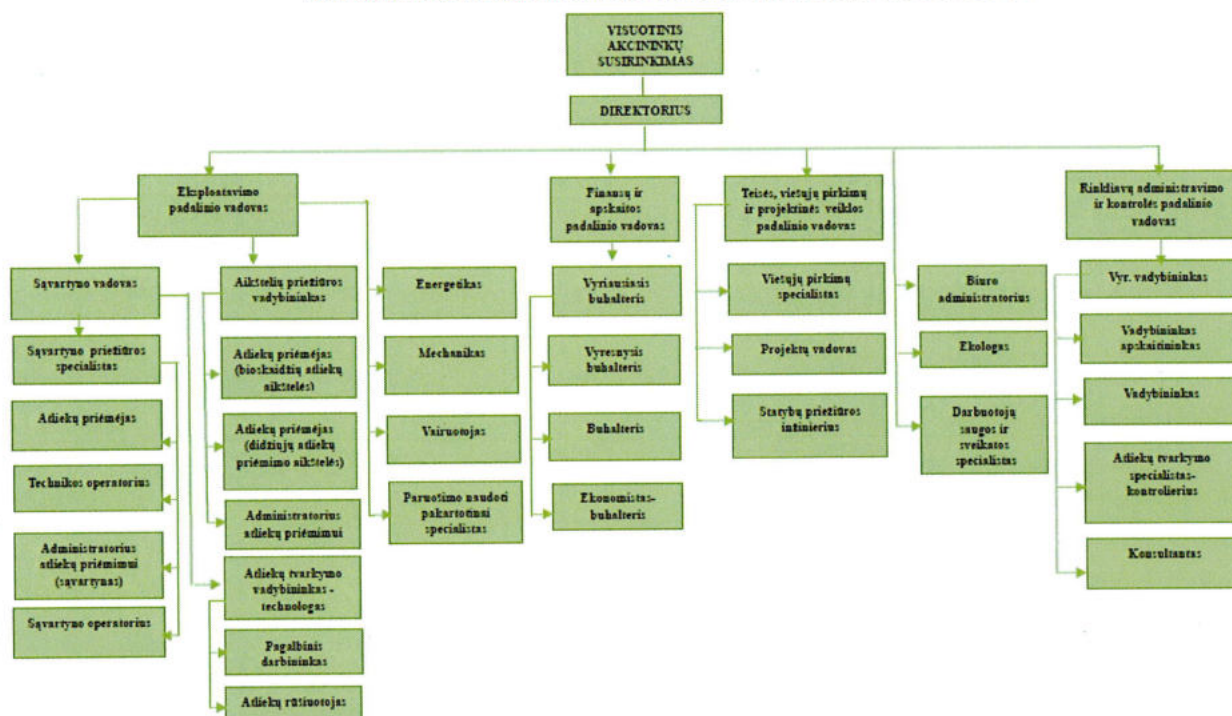 VISUOTINIS
AKCININKŲ
SUSIRINKIMAS
DIREKTORIUS
Eksploatavimo
padalinio vadovas
Finansų ir
apskaitos
padalinio vadovas
Teisės, viešųjų pirkimų
ir projektinės veiklos
padalinio vadovas
Rinkliavų administravimo
ir kontrolės padalinio
vadovas
Sąvartyno vadovas
Aikštelių priežiūros
vadybininkas
Energetikas
Vyriausiasis
buhalteris
Viešųjų pirkimų
specialistas
Biuro
administratorius
Vyr. vadybininkas
Sąvartyno priežiūros
specialistas
Atliekų priėmėjas
(bioskaidžių atliekų
aikštelės)
Mechanikas
Vyresnysis
buhalteris
Projektų vadovas
Ekologas
Vadybininkas
apskaitininkas
Atliekų priėmėjas
Atliekų priėmėjas
(didžiųjų atliekų
priėmimo aikštelės)
Vairuotojas
Buhalteris
Statybų priežiūros
inžinierius
Darbuotojų
saugos ir
sveikatos
specialistas
Vadybininkas
Technikos operatorius
Administratorius
atliekų priėmimui
Paruošimo naudoti
pakartotinai
specialistas
Ekonomistas-
buhalteris
Atliekų tvarkymo
specialistas-
kontrolierius
Administratorius
atliekų priėmimui
(sąvartynas)
Atliekų tvarkymo
vadybininkas -
technologas
Konsultantas
Sąvartyno operatorius
Pagalbinis
darbininkas
Atliekų rūšiuotojas